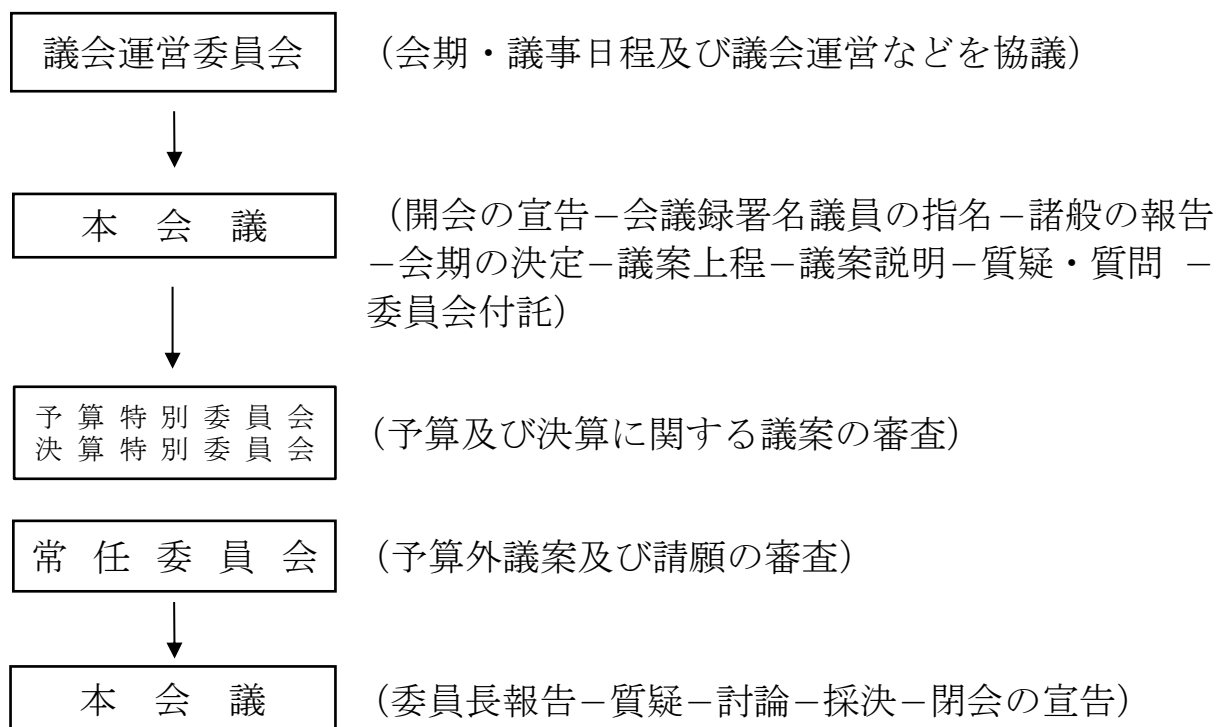 議会運営委員会 （会期・議事日程及び議会運営などを協議）
本会議 （開会の宣告－会議録署名議員の指名－諸般の報告
－会期の決定－議案上程－議案説明－質疑・質問 －
委員会付託）
予算特別委員会
決算特別委員会
（予算及び決算に関する議案の審査）
常任委員会 （予算外議案及び請願の審査）
本会議 （委員長報告－質疑－討論－採決－閉会の宣告）